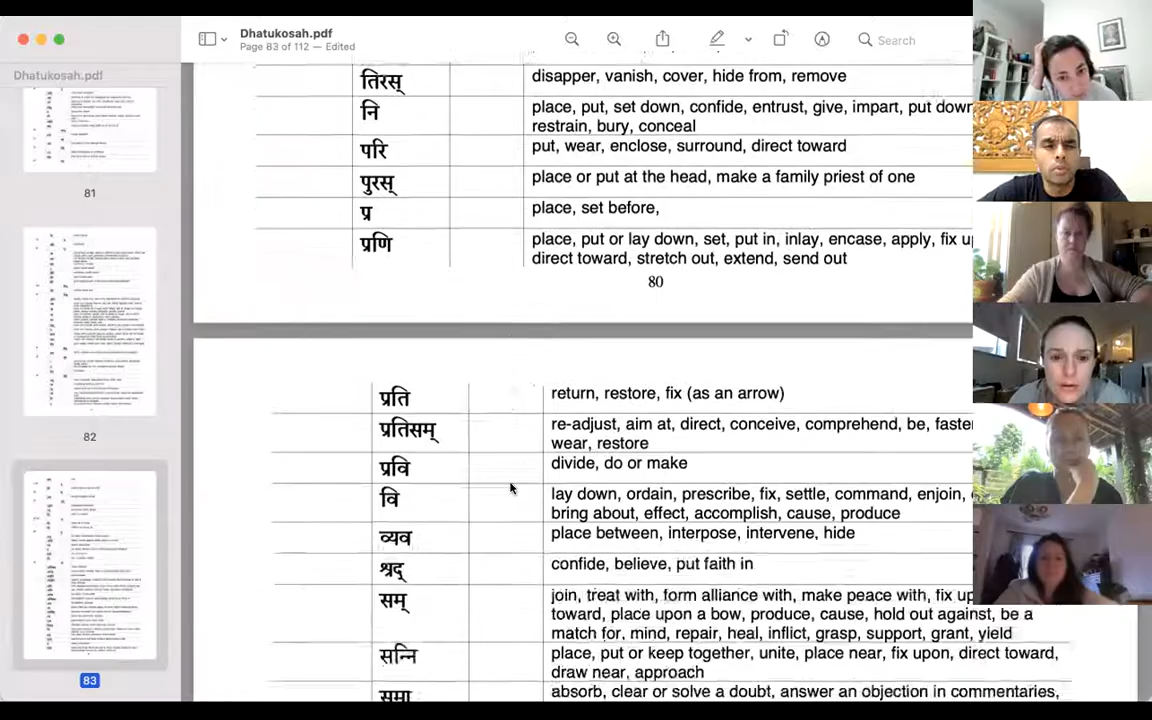 Dhatukosah.pdf
Page 83 of 112 — Edited
Search
Dhatukosah.pdf
81
82
83
तिरस् disapper, vanish, cover, hide from, remove
नि place, put, set down, confide, entrust, give, impart, put down
restrain, bury, conceal
परि put, wear, enclose, surround, direct toward
पुरस् place or put at the head, make a family priest of one
प्र place, set before,
प्रणि place, put or lay down, set, put in, inlay, encase, apply, fix
direct toward, stretch out, extend, send out
80
प्रति return, restore, fix (as an arrow)
प्रतिसम् re-adjust, aim at, direct, conceive, comprehend, be,
wear, restore
प्रवि divide, do or make
वि lay down, ordain, prescribe, fix, settle, command, enjoin,
bring about, effect, accomplish, cause, produce
व्यव place between, interpose, intervene, hide
श्रद् confide, believe, put faith in
सम् join, treat with, form alliance with, make peace with, fix
toward, place upon a bow, produce, cause, hold out against, be a
match for, mind, repair, heal, inflict, grasp, support, grant, yield
सन्नि place, put or keep together, unite, place near, fix upon, direct toward,
draw near, approach
समा absorb, clear or solve a doubt, answer an objection in commentaries,